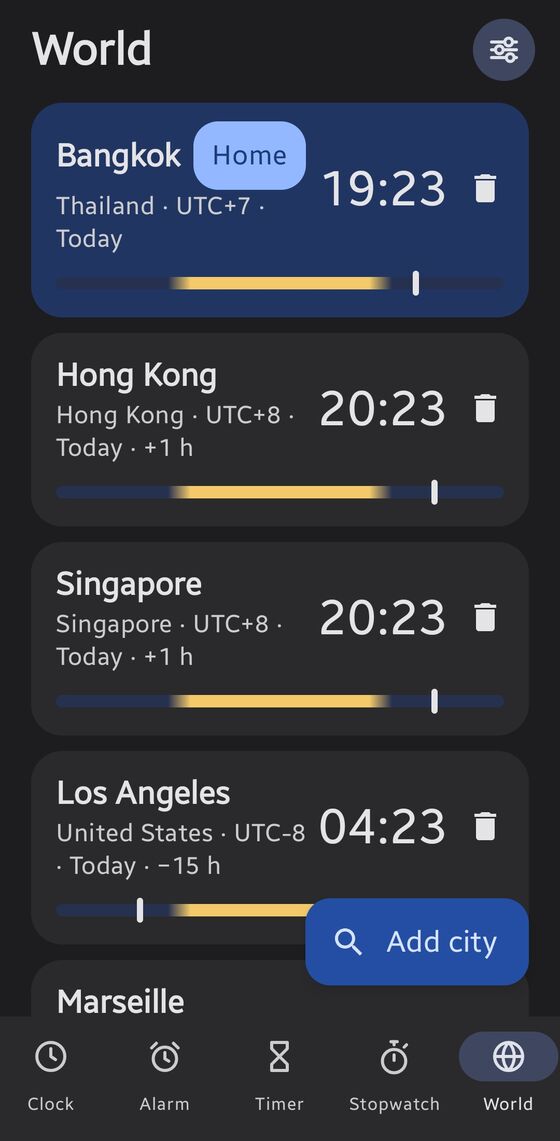 World
Bangkok Home
Thailand · UTC+7 ·
Today
19:23
Hong Kong
Hong Kong · UTC+8 ·
Today · +1 h
20:23
Singapore
Singapore · UTC+8 ·
Today · +1 h
20:23
Los Angeles
United States · UTC-8
· Today · −15 h
04:23
Add city
Marseille
Clock
Alarm
Timer
Stopwatch
World